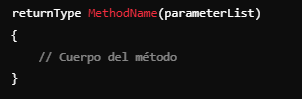 returnType MethodName(parameterList)
{
// Cuerpo del método
}